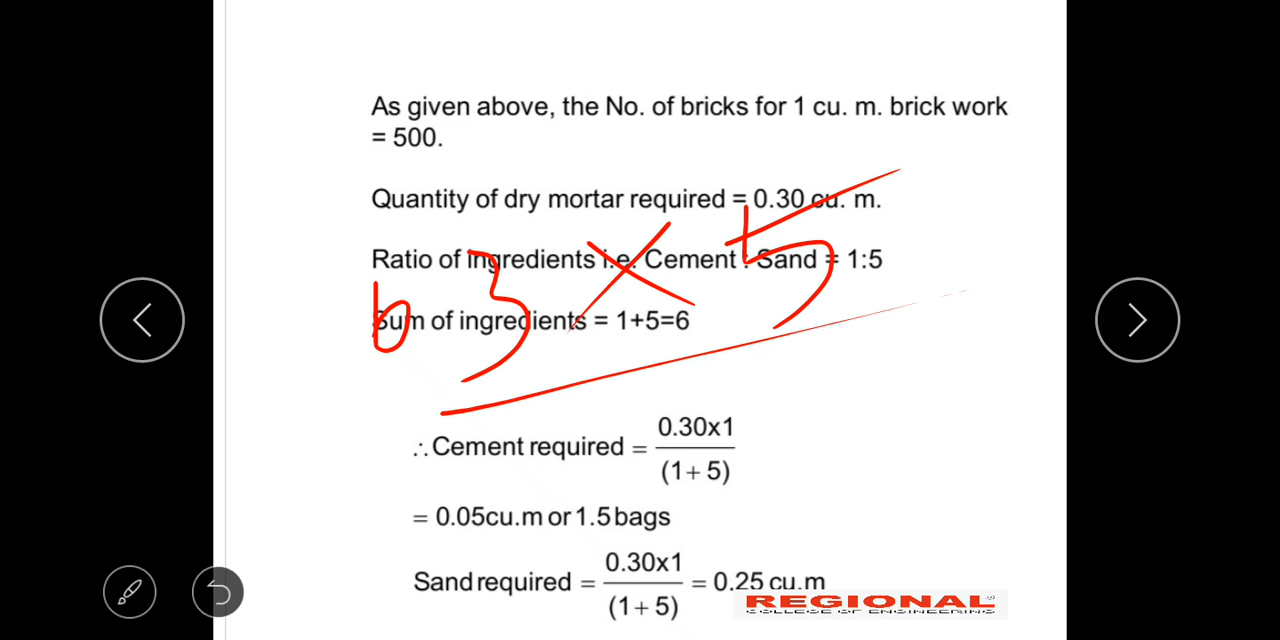 As given above, the No. of bricks for 1 cu. m. brick work
= 500.
Quantity of dry mortar required = 0.30 cu. m.
Ratio of ingredients i.e. Cement : Sand = 1:5
b 3 × 5
Sum of ingredients = 1+5=6
∴ Cement required = 0.30x1 / (1+5)
= 0.05cu.m or 1.5 bags
Sand required = 0.30x1 / (1+5) = 0.25 cu.m
REGIONAL
COLLEGE OF ENGINEERING